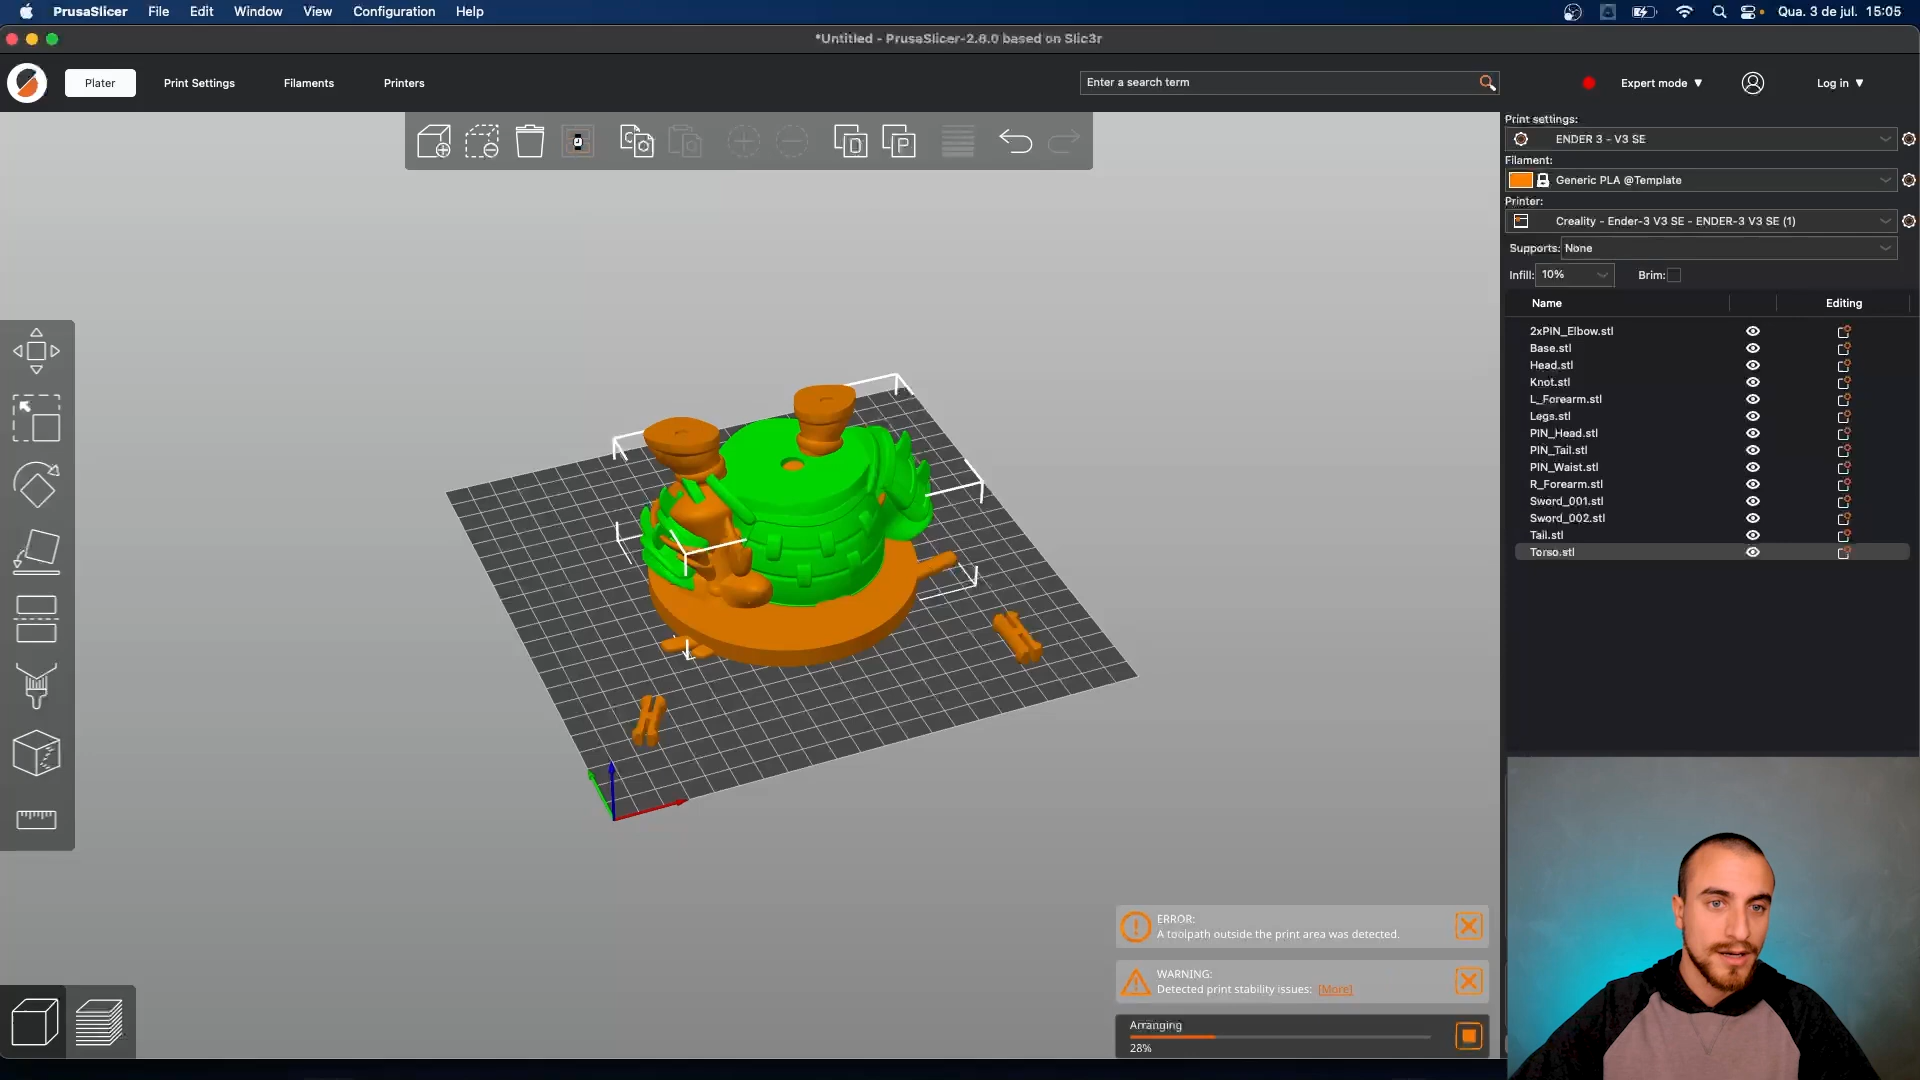 PrusaSlicer File Edit Window View Configuration Help Qua. 3 de jul. 15:05
*Untitled - PrusaSlicer-2.8.0 based on Slic3r
Plater Print Settings Filaments Printers Enter a search term Expert mode ▼ Log in ▼
Print settings:
ENDER 3 - V3 SE
Filament:
Generic PLA @Template
Printer:
Creality - Ender-3 V3 SE - ENDER-3 V3 SE (1)
Supports: None
Infill: 10% Brim:
Name Editing
2xPIN_Elbow.stl
Base.stl
Head.stl
Knot.stl
L_Forearm.stl
Legs.stl
PIN_Head.stl
PIN_Tail.stl
PIN_Waist.stl
R_Forearm.stl
Sword_001.stl
Sword_002.stl
Tail.stl
Torso.stl
ERROR:
A toolpath outside the print area was detected.
WARNING:
Detected print stability issues: [More]
Arranging
28%